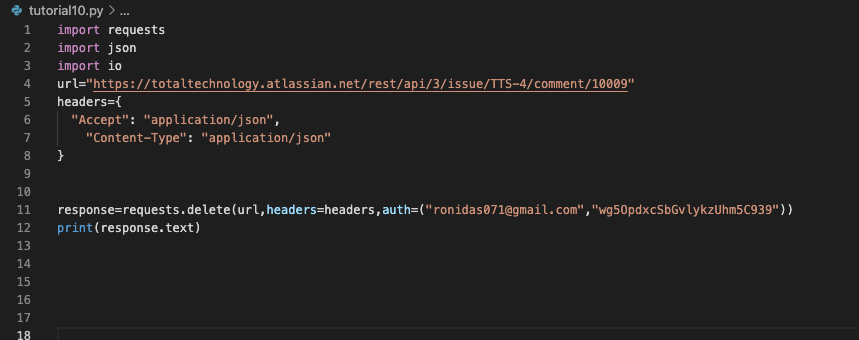 tutorial10.py > ...
1 import requests
2 import json
3 import io
4 url="https://totaltechnology.atlassian.net/rest/api/3/issue/TTS-4/comment/10009"
5 headers={
6 "Accept": "application/json",
7 "Content-Type": "application/json"
8 }
9
10
11 response=requests.delete(url,headers=headers,auth=("ronidas071@gmail.com","wg5OpdxcSbGvlykzUhm5C939"))
12 print(response.text)
13
14
15
16
17
18